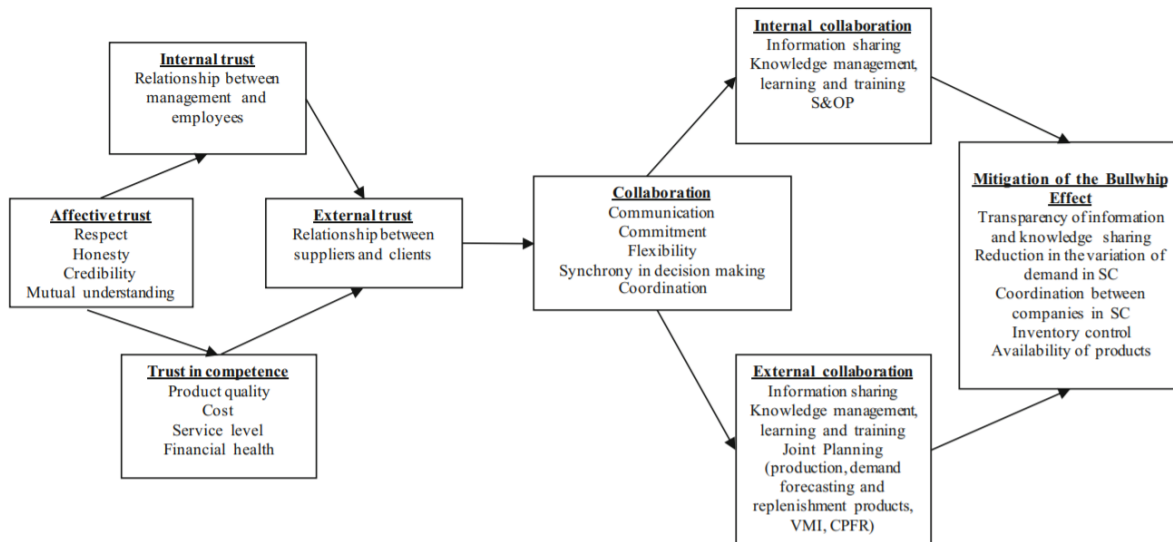 Internal trust
Relationship between
management and
employees
Affective trust
Respect
Honesty
Credibility
Mutual understanding
Trust in competence
Product quality
Cost
Service level
Financial health
External trust
Relationship between
suppliers and clients
Collaboration
Communication
Commitment
Flexibility
Synchrony in decision making
Coordination
Internal collaboration
Information sharing
Knowledge management,
learning and training
S&OP
External collaboration
Information sharing
Knowledge management,
learning and training
Joint Planning
(production, demand
forecasting and
replenishment products,
VMI, CPFR)
Mitigation of the Bullwhip
Effect
Transparency of information
and knowledge sharing
Reduction in the variation of
demand in SC
Coordination between
companies in SC
Inventory control
Availability of products